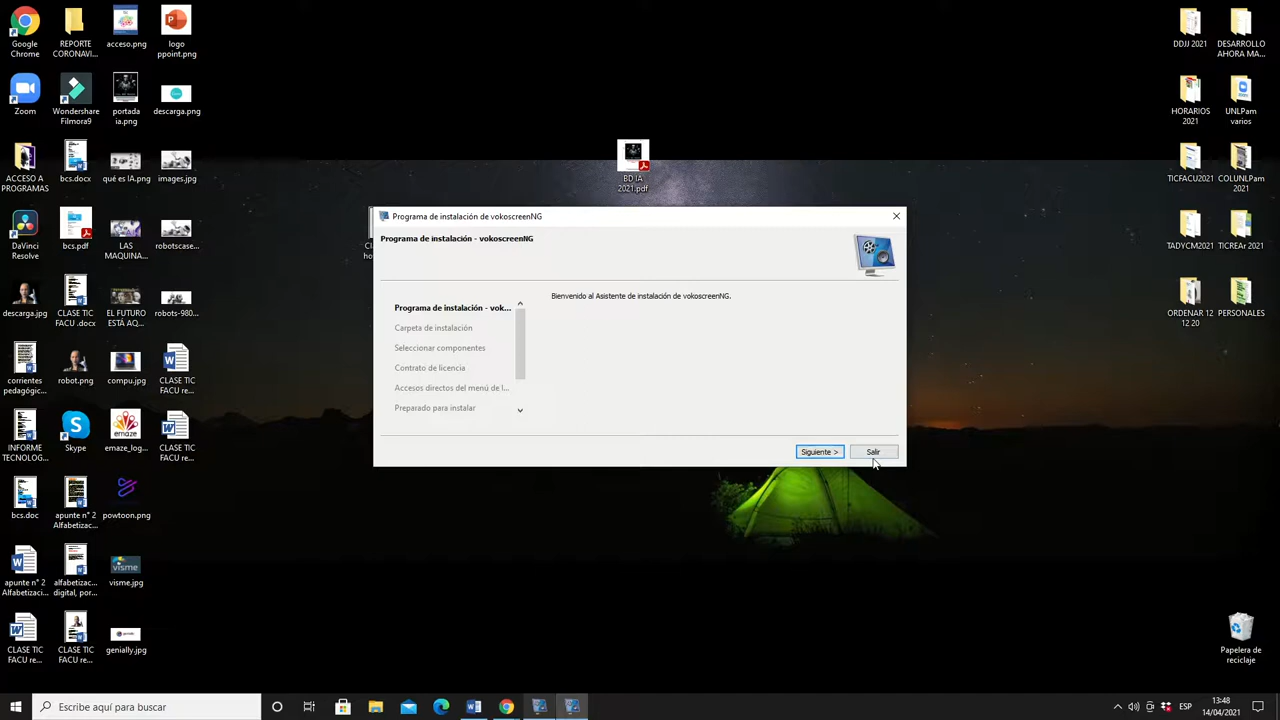 Google
Chrome
REPORTE
CORONAVI...
acceso.png
logo
ppoint.png
Zoom
Wondershare
Filmora9
portada
ia.png
descarga.png
ACCESO A
PROGRAMAS
bcs.docx
qué es IA.png
images.jpg
DaVinci
Resolve
bcs.pdf
LAS
MAQUINA...
robotscase...
descarga.jpg
CLASE TIC
FACU .docx
EL FUTURO
ESTÁ AQ...
robots-980...
corrientes
pedagógic...
robot.png
compu.jpg
CLASE TIC
FACU re...
INFORME
TECNOLOG...
Skype
emaze_log...
CLASE TIC
FACU re...
bcs.doc
apunte n° 2
Alfabetizac...
powtoon.png
apunte n° 2
Alfabetizaci...
alfabetizac...
digital, por...
visme
visme.jpg
CLASE TIC
FACU re...
CLASE TIC
FACU re...
genially.jpg
BD IA
2021.pdf
Programa de instalación de vokoscreenNG
Programa de instalación - vokoscreenNG
Programa de instalación - vok...
Carpeta de instalación
Seleccionar componentes
Contrato de licencia
Accesos directos del menú de I...
Preparado para instalar
Bienvenido al Asistente de instalación de vokoscreenNG.
Siguiente >
Salir
DDJJ 2021
DESARROLLO
AHORA MA...
HORARIOS
2021
UNLPam
varios
TICFACU2021
COLUNLPam
2021
TADYCM2021
TICREAr 2021
ORDENAR 12
12 20
PERSONALES
Papelera de
reciclaje
Escribe aquí para buscar
ESP
13:48
14/04/2021